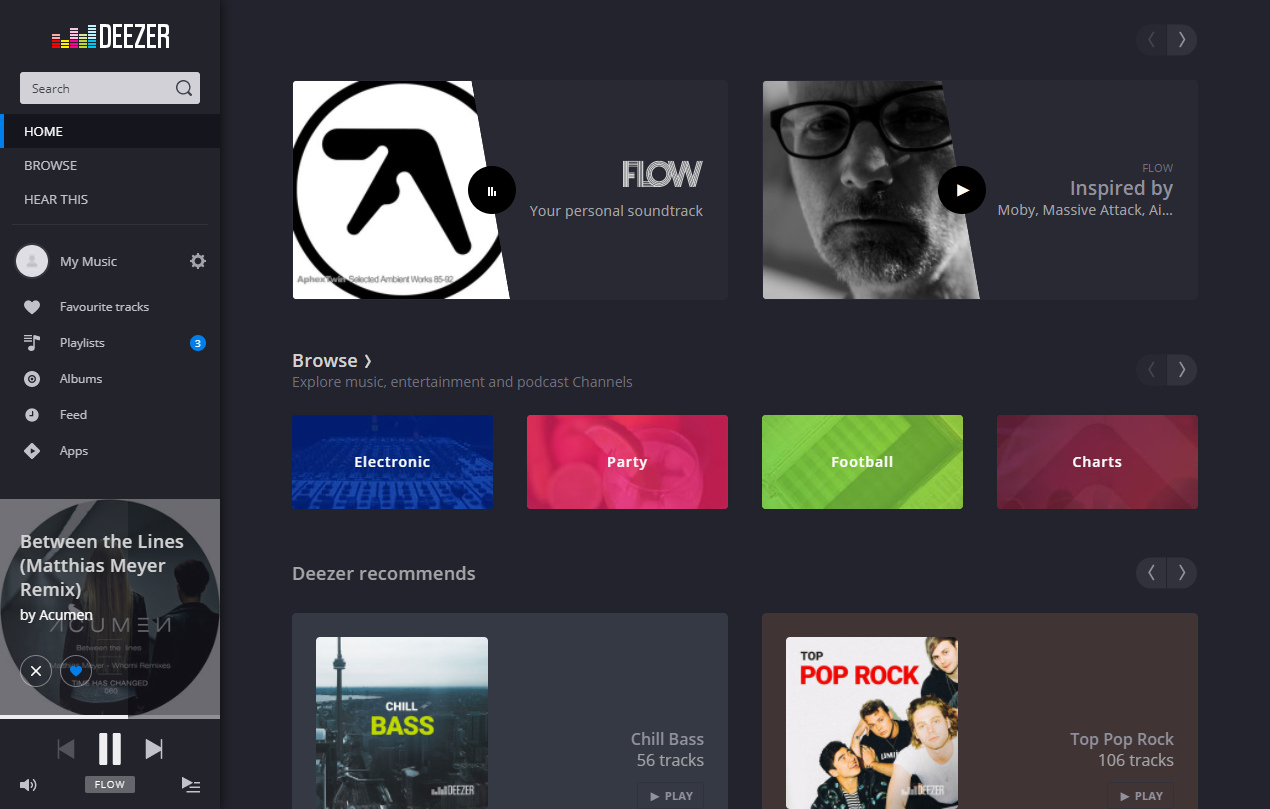 DEEZER
Search
HOME
BROWSE
HEAR THIS
My Music
Favourite tracks
Playlists
3
Albums
Feed
Apps
Between the Lines
(Matthias Meyer
Remix)
by Acumen
ACUMEN
Between the lines
Matthias Meyer - Whomi Remixes
TIME HAS CHANGED
060
FLOW
Aphex Twin Selected Ambient Works 85-92
FLOW
Your personal soundtrack
FLOW
Inspired by
Moby, Massive Attack, Ai...
Browse
Explore music, entertainment and podcast Channels
Electronic
Party
Football
Charts
Deezer recommends
CHILL
BASS
DEEZER
Chill Bass
56 tracks
PLAY
TOP
POP ROCK
DEEZER
Top Pop Rock
106 tracks
PLAY